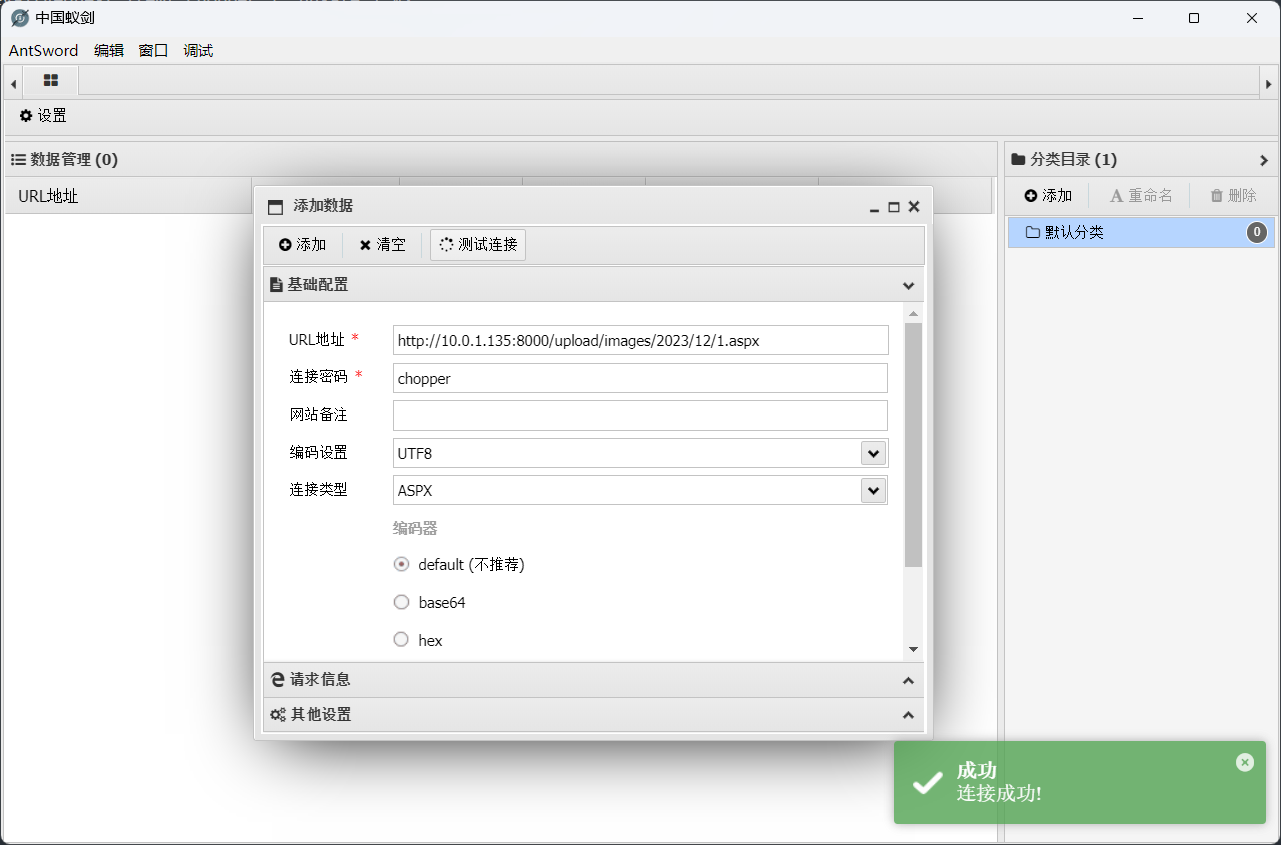 中国蚁剑
AntSword 编辑 窗口 调试
设置
数据管理 (0)
URL地址
分类目录 (1)
添加 重命名 删除
默认分类 0
添加数据
添加 清空 测试连接
基础配置
URL地址 * http://10.0.1.135:8000/upload/images/2023/12/1.aspx
连接密码 * chopper
网站备注
编码设置 UTF8
连接类型 ASPX
编码器
default (不推荐)
base64
hex
请求信息
其他设置
成功
连接成功!